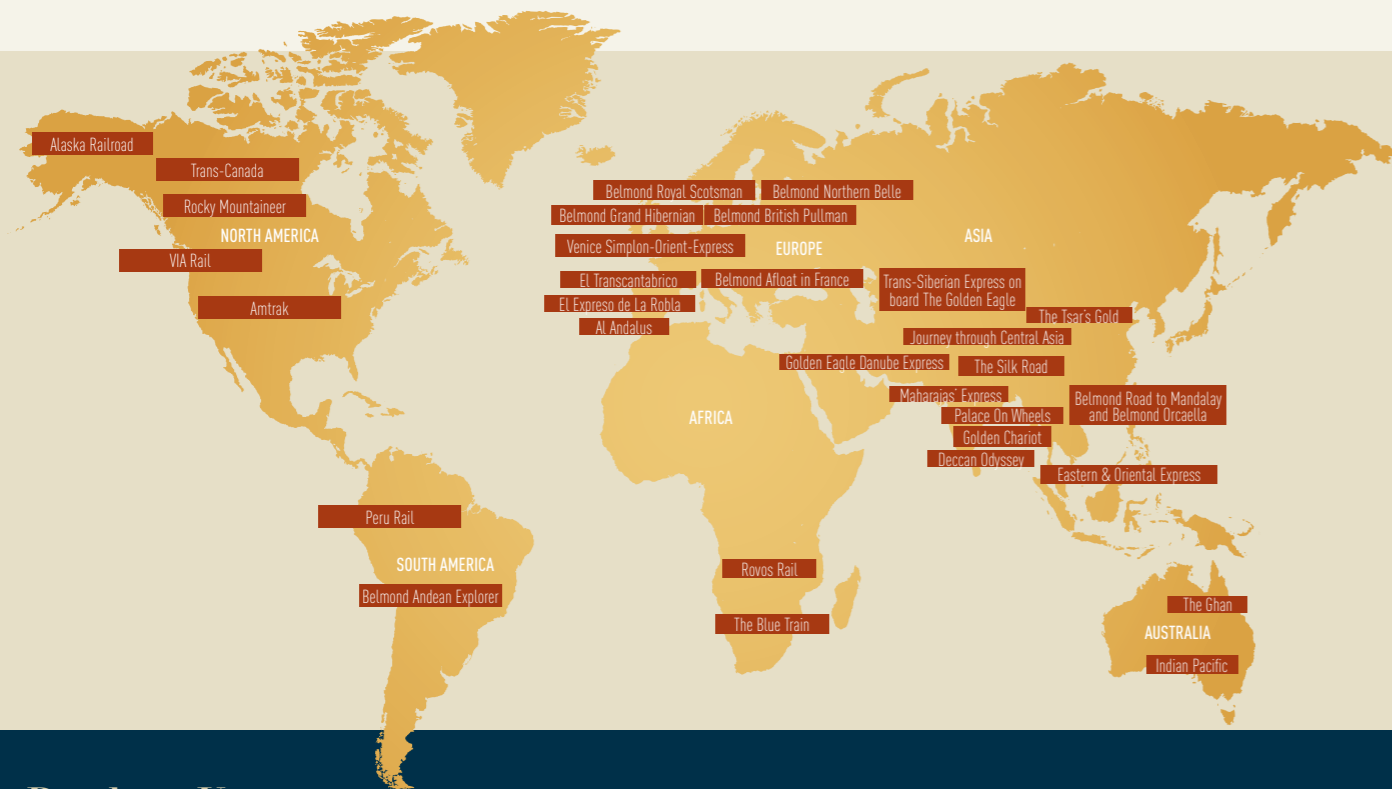 Alaska Railroad
Trans-Canada
Rocky Mountaineer
NORTH AMERICA
VIA Rail
Amtrak
Peru Rail
SOUTH AMERICA
Belmond Andean Explorer
Belmond Royal Scotsman
Belmond Northern Belle
Belmond Grand Hibernian
Belmond British Pullman
Venice Simplon-Orient-Express
EUROPE
El Transcantabrico
Belmond Afloat in France
El Expreso de La Robla
Al Andalus
ASIA
Trans-Siberian Express on
board The Golden Eagle
The Tsar's Gold
Journey through Central Asia
Golden Eagle Danube Express
The Silk Road
Maharajas' Express
Palace On Wheels
Golden Chariot
Deccan Odyssey
Belmond Road to Mandalay
and Belmond Orcaella
Eastern & Oriental Express
AFRICA
Rovos Rail
The Blue Train
The Ghan
AUSTRALIA
Indian Pacific